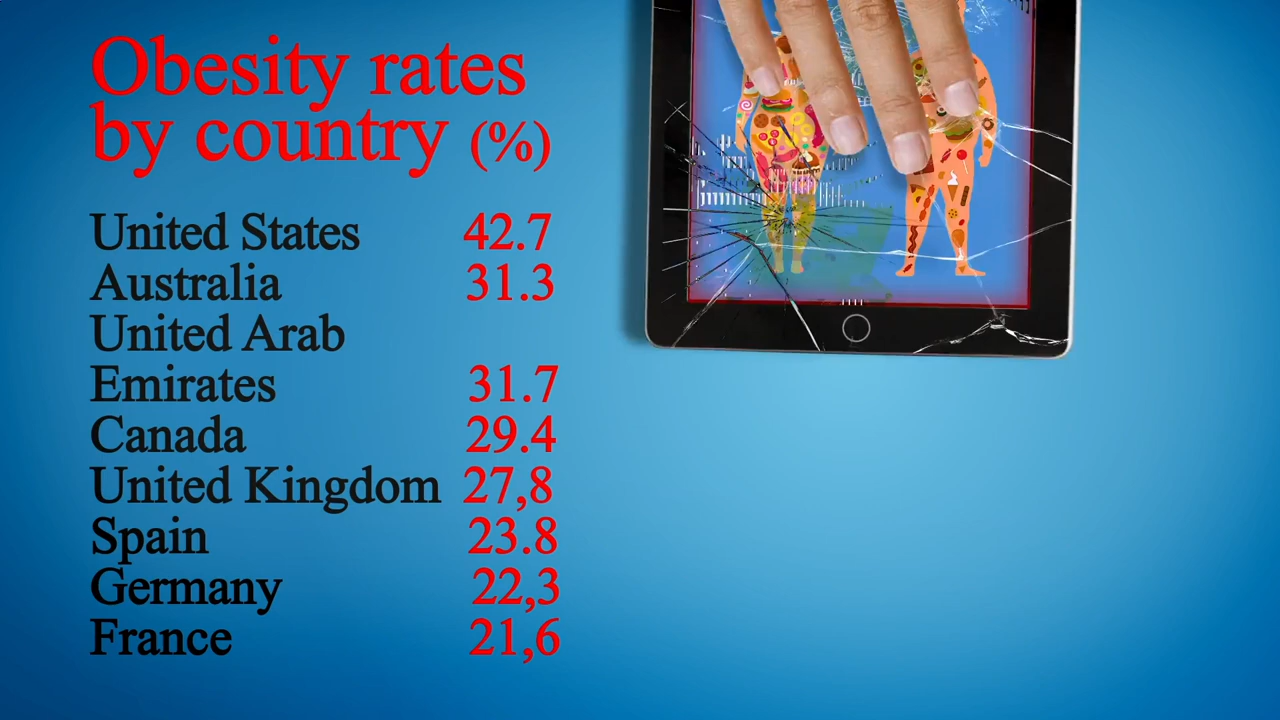 Obesity rates
by country (%)
United States 42.7
Australia 31.3
United Arab
Emirates 31.7
Canada 29.4
United Kingdom 27,8
Spain 23.8
Germany 22,3
France 21,6